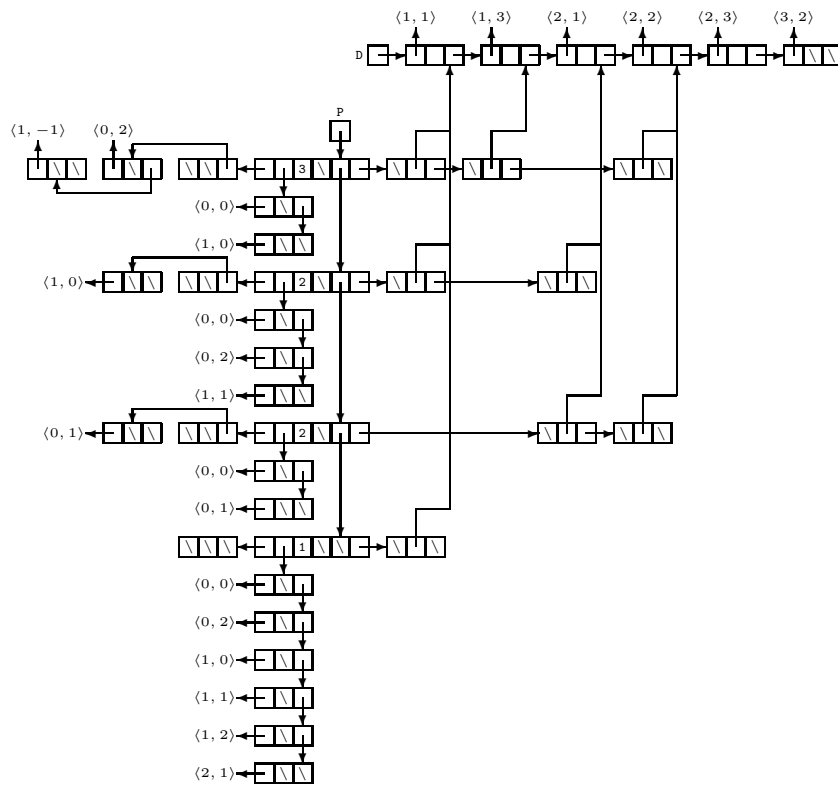 ⟨1, 1⟩ ⟨1, 3⟩ ⟨2, 1⟩ ⟨2, 2⟩ ⟨2, 3⟩ ⟨3, 2⟩
D \ \
P
⟨1, −1⟩ ⟨0, 2⟩
\ \ \ \ \ 3 \ \ \ \ \ \
⟨0, 0⟩ \
⟨1, 0⟩ \ \
⟨1, 0⟩ \ \ \ \ 2 \ \ \ \ \
⟨0, 0⟩ \
⟨0, 2⟩ \
⟨1, 1⟩ \ \
⟨0, 1⟩ \ \ \ \ 2 \ \ \ \ \
⟨0, 0⟩ \
⟨0, 1⟩ \ \
\ \ \ 1 \ \ \ \ \
⟨0, 0⟩ \
⟨0, 2⟩ \
⟨1, 0⟩ \
⟨1, 1⟩ \
⟨1, 2⟩ \
⟨2, 1⟩ \ \